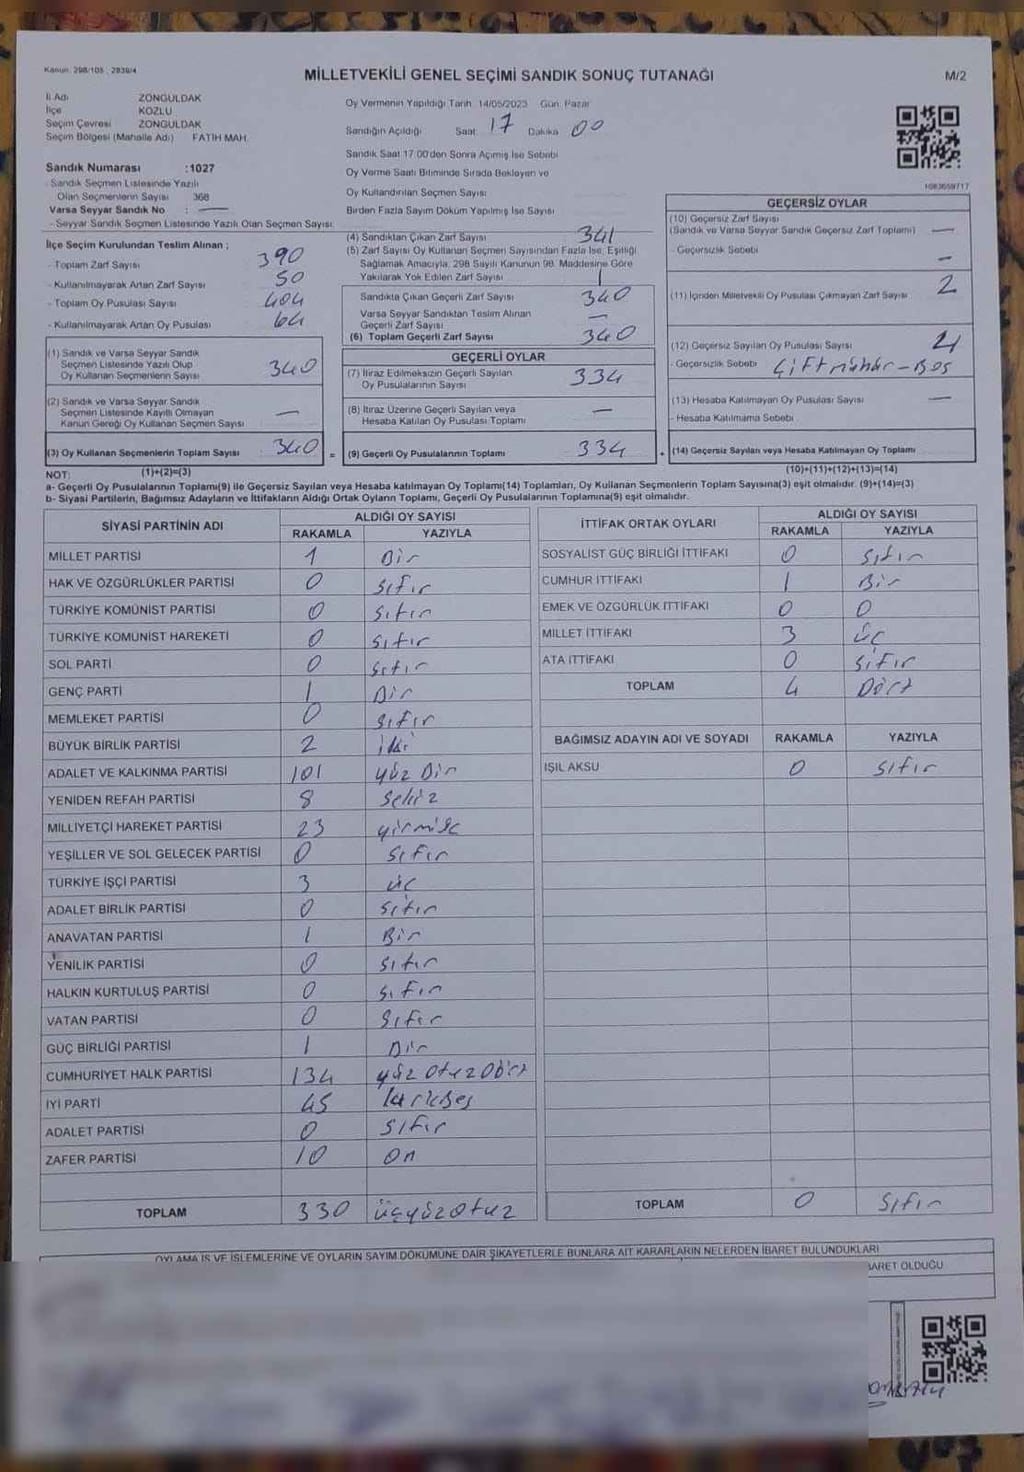 Kanun: 298/105 ; 2839/4
MİLLETVEKİLİ GENEL SEÇİMİ SANDIK SONUÇ TUTANAĞI
M/2
İl Adı ZONGULDAK
İlçe KOZLU
Seçim Çevresi ZONGULDAK
Seçim Bölgesi (Mahalle Adı) FATİH MAH.
Oy Vermenin Yapıldığı Tarih 14/05/2023 Gün Pazar
Sandığın Açıldığı Saat 17 Dakika 00
Sandık Saat 17:00'den Sonra Açımış İse Sebebi
Oy Verme Saati Bitiminde Sırada Bekleyen ve
Oy Kullandırılan Seçmen Sayısı
Birden Fazla Sayım Döküm Yapılmış İse Sayısı
Sandık Numarası :1027
- Sandık Seçmen Listesinde Yazılı
Olan Seçmenlerin Sayısı 368
Varsa Seyyar Sandık No : —
- Seyyar Sandık Seçmen Listesinde Yazılı Olan Seçmen Sayısı:
İlçe Seçim Kurulundan Teslim Alınan ;
- Toplam Zarf Sayısı 390
- Kullanılmayarak Artan Zarf Sayısı 50
- Toplam Oy Pusulası Sayısı 404
- Kullanılmayarak Artan Oy Pusulası 64
(1) Sandık ve Varsa Seyyar Sandık
Seçmen Listesinde Yazılı Olup
Oy Kullanan Seçmenlerin Sayısı 340
(2) Sandık ve Varsa Seyyar Sandık
Seçmen Listesinde Kayıtlı Olmayan
Kanun Gereği Oy Kullanan Seçmen Sayısı —
(3) Oy Kullanan Seçmenlerin Toplam Sayısı 340 =
(1)+(2)=(3)
(4) Sandıktan Çıkan Zarf Sayısı 341
(5) Zarf Sayısı Oy Kullanan Seçmen Sayısından Fazla İse, Eşitliği
Sağlamak Amacıyla, 298 Sayılı Kanunun 98. Maddesine Göre
Yakılarak Yok Edilen Zarf Sayısı 1
Sandıkta Çıkan Geçerli Zarf Sayısı 340
Varsa Seyyar Sandıktan Teslim Alınan
Geçerli Zarf Sayısı —
(6) Toplam Geçerli Zarf Sayısı 340
GEÇERLİ OYLAR
(7) İtiraz Edilmeksizin Geçerli Sayılan
Oy Pusulalarının Sayısı 334
(8) İtiraz Üzerine Geçerli Sayılan veya
Hesaba Katılan Oy Pusulası Toplamı —
(9) Geçerli Oy Pusulalarının Toplamı 334 +
1083659717
GEÇERSİZ OYLAR
(10) Geçersiz Zarf Sayısı
(Sandık ve Varsa Seyyar Sandık Geçersiz Zarf Toplamı) —
- Geçersizlik Sebebi —
(11) İçinden Milletvekili Oy Pusulası Çıkmayan Zarf Sayısı 2
(12) Geçersiz Sayılan Oy Pusulası Sayısı 4
- Geçersizlik Sebebi Çift mühür - Boş
(13) Hesaba Katılmayan Oy Pusulası Sayısı —
- Hesaba Katılmama Sebebi
(14) Geçersiz Sayılan veya Hesaba Katılmayan Oy Toplamı
(10)+(11)+(12)+(13)=(14)
NOT:
a- Geçerli Oy Pusulalarının Toplamı(9) ile Geçersiz Sayılan veya Hesaba katılmayan Oy Toplamı(14) Toplamları, Oy Kullanan Seçmenlerin Toplam Sayısına(3) eşit olmalıdır. (9)+(14)=(3)
b- Siyasi Partilerin, Bağımsız Adayların ve İttifakların Aldığı Ortak Oyların Toplamı, Geçerli Oy Pusulalarının Toplamına(9) eşit olmalıdır.
SİYASİ PARTİNİN ADI ALDIĞI OY SAYISI
RAKAMLA YAZIYLA
MİLLET PARTİSİ 1 Bir
HAK VE ÖZGÜRLÜKLER PARTİSİ 0 Sıfır
TÜRKİYE KOMÜNİST PARTİSİ 0 Sıfır
TÜRKİYE KOMÜNİST HAREKETİ 0 Sıfır
SOL PARTİ 0 Sıfır
GENÇ PARTİ 1 Bir
MEMLEKET PARTİSİ 0 Sıfır
BÜYÜK BİRLİK PARTİSİ 2 iki
ADALET VE KALKINMA PARTİSİ 101 yüz Bir
YENİDEN REFAH PARTİSİ 8 Sekiz
MİLLİYETÇİ HAREKET PARTİSİ 23 yirmiüç
YEŞİLLER VE SOL GELECEK PARTİSİ 0 Sıfır
TÜRKİYE İŞÇİ PARTİSİ 3 üç
ADALET BİRLİK PARTİSİ 0 Sıfır
ANAVATAN PARTİSİ 1 Bir
YENİLİK PARTİSİ 0 Sıfır
HALKIN KURTULUŞ PARTİSİ 0 Sıfır
VATAN PARTİSİ 0 Sıfır
GÜÇ BİRLİĞİ PARTİSİ 1 Bir
CUMHURİYET HALK PARTİSİ 134 yüz OtuzDört
İYİ PARTİ 45 kırkBeş
ADALET PARTİSİ 0 Sıfır
ZAFER PARTİSİ 10 On
TOPLAM 330 üçyüzotuz
İTTİFAK ORTAK OYLARI ALDIĞI OY SAYISI
RAKAMLA YAZIYLA
SOSYALİST GÜÇ BİRLİĞİ İTTİFAKI 0 Sıfır
CUMHUR İTTİFAKI 1 Bir
EMEK VE ÖZGÜRLÜK İTTİFAKI 0 0
MİLLET İTTİFAKI 3 üç
ATA İTTİFAKI 0 Sıfır
TOPLAM 4 Dört
BAĞIMSIZ ADAYIN ADI VE SOYADI RAKAMLA YAZIYLA
IŞIL AKSU 0 Sıfır
TOPLAM 0 Sıfır
OYLAMA İŞ VE İŞLEMLERİNE VE OYLARIN SAYIM DÖKÜMÜNE DAİR ŞİKAYETLERLE BUNLARA AİT KARARLARIN NELERDEN İBARET BULUNDUKLARI
BARET OLDUĞU